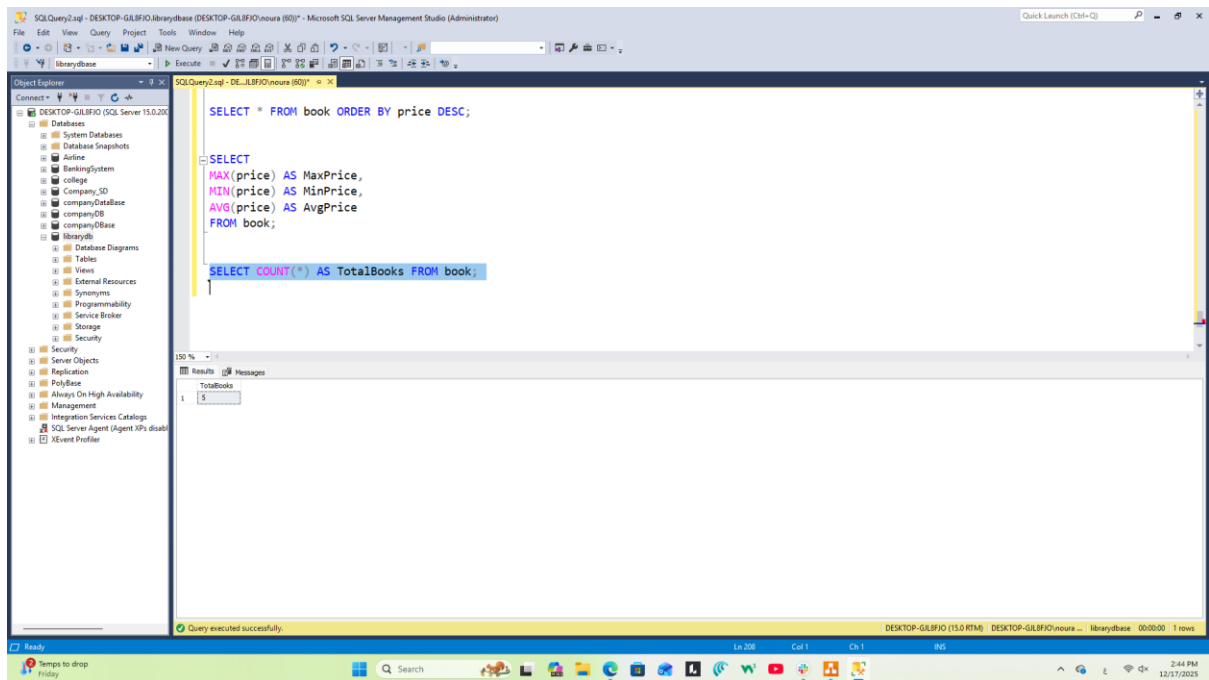 SQLQuery2.sql - DESKTOP-GJL8FJO.librarydbase (DESKTOP-GJL8FJO\noura (60))* - Microsoft SQL Server Management Studio (Administrator)
Quick Launch (Ctrl+Q)
File Edit View Query Project Tools Window Help
New Query
librarydbase
Execute
Object Explorer
SQLQuery2.sql - DE...JL8FJO\noura (60))*
Connect
DESKTOP-GJL8FJO (SQL Server 15.0.200
Databases
System Databases
Database Snapshots
Airline
BankingSystem
college
Company_SD
companyDataBase
companyDB
companyDBase
librarydb
Database Diagrams
Tables
Views
External Resources
Synonyms
Programmability
Service Broker
Storage
Security
Security
Server Objects
Replication
PolyBase
Always On High Availability
Management
Integration Services Catalogs
SQL Server Agent (Agent XPs disabl
XEvent Profiler
SELECT * FROM book ORDER BY price DESC;
SELECT
MAX(price) AS MaxPrice,
MIN(price) AS MinPrice,
AVG(price) AS AvgPrice
FROM book;
SELECT COUNT(*) AS TotalBooks FROM book;
150 %
Results Messages
TotalBooks
1 5
Query executed successfully.
DESKTOP-GJL8FJO (15.0 RTM) DESKTOP-GJL8FJO\noura ... librarydbase 00:00:00 1 rows
Ready
Ln 208 Col 1 Ch 1 INS
Temps to drop
Friday
Search
ع
2:44 PM
12/17/2025